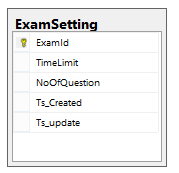 ExamSetting
ExamId
TimeLimit
NoOfQuestion
Ts_Created
Ts_update